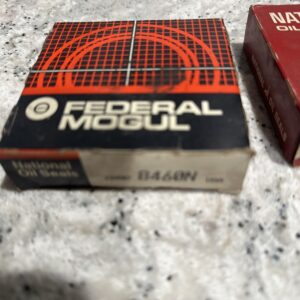 FEDERAL
MOGUL
National
Oil Seals
8460N
NAT
OIL